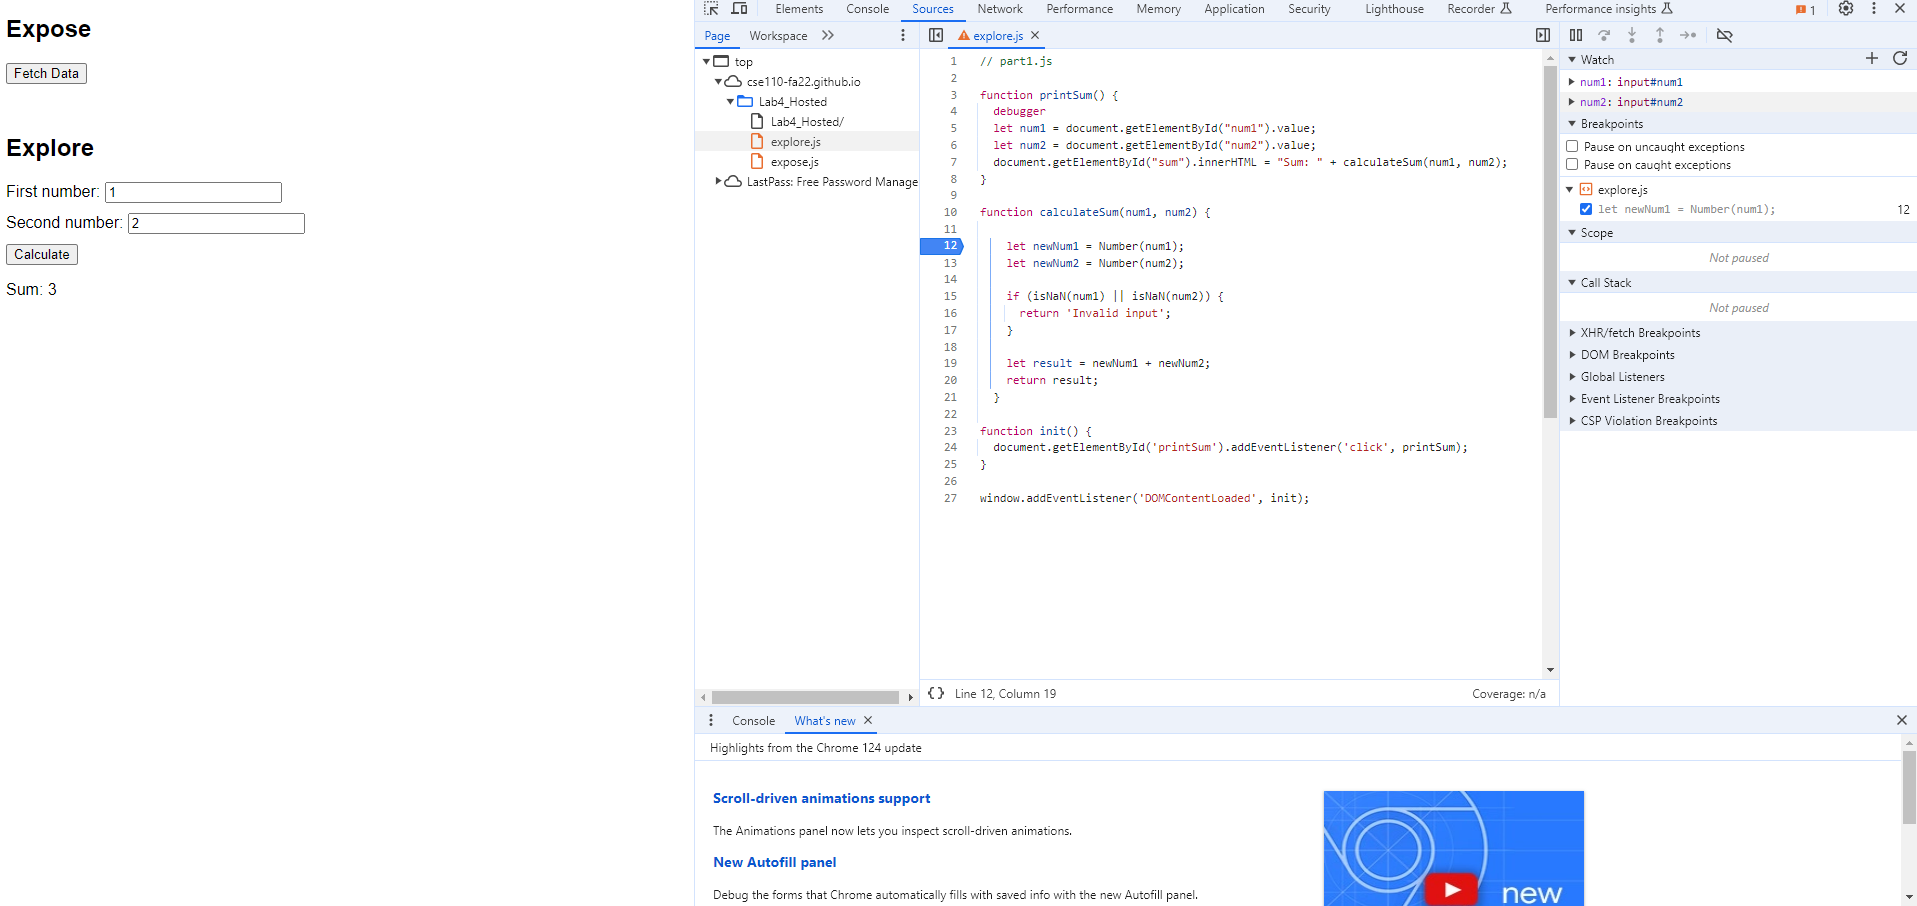 Expose
Fetch Data
Explore
First number: 1
Second number: 2
Calculate
Sum: 3
Elements Console Sources Network Performance Memory Application Security Lighthouse Recorder Performance insights 1
Page Workspace
top
cse110-fa22.github.io
Lab4_Hosted
Lab4_Hosted/
explore.js
expose.js
LastPass: Free Password Manage
explore.js
1 // part1.js
2
3 function printSum() {
4 debugger
5 let num1 = document.getElementById("num1").value;
6 let num2 = document.getElementById("num2").value;
7 document.getElementById("sum").innerHTML = "Sum: " + calculateSum(num1, num2);
8 }
9
10 function calculateSum(num1, num2) {
11
12 let newNum1 = Number(num1);
13 let newNum2 = Number(num2);
14
15 if (isNaN(num1) || isNaN(num2)) {
16 return 'Invalid input';
17 }
18
19 let result = newNum1 + newNum2;
20 return result;
21 }
22
23 function init() {
24 document.getElementById('printSum').addEventListener('click', printSum);
25 }
26
27 window.addEventListener('DOMContentLoaded', init);
{} Line 12, Column 19 Coverage: n/a
Watch
num1: input#num1
num2: input#num2
Breakpoints
Pause on uncaught exceptions
Pause on caught exceptions
explore.js
let newNum1 = Number(num1); 12
Scope
Not paused
Call Stack
Not paused
XHR/fetch Breakpoints
DOM Breakpoints
Global Listeners
Event Listener Breakpoints
CSP Violation Breakpoints
Console What's new
Highlights from the Chrome 124 update
Scroll-driven animations support
The Animations panel now lets you inspect scroll-driven animations.
New Autofill panel
Debug the forms that Chrome automatically fills with saved info with the new Autofill panel.
new